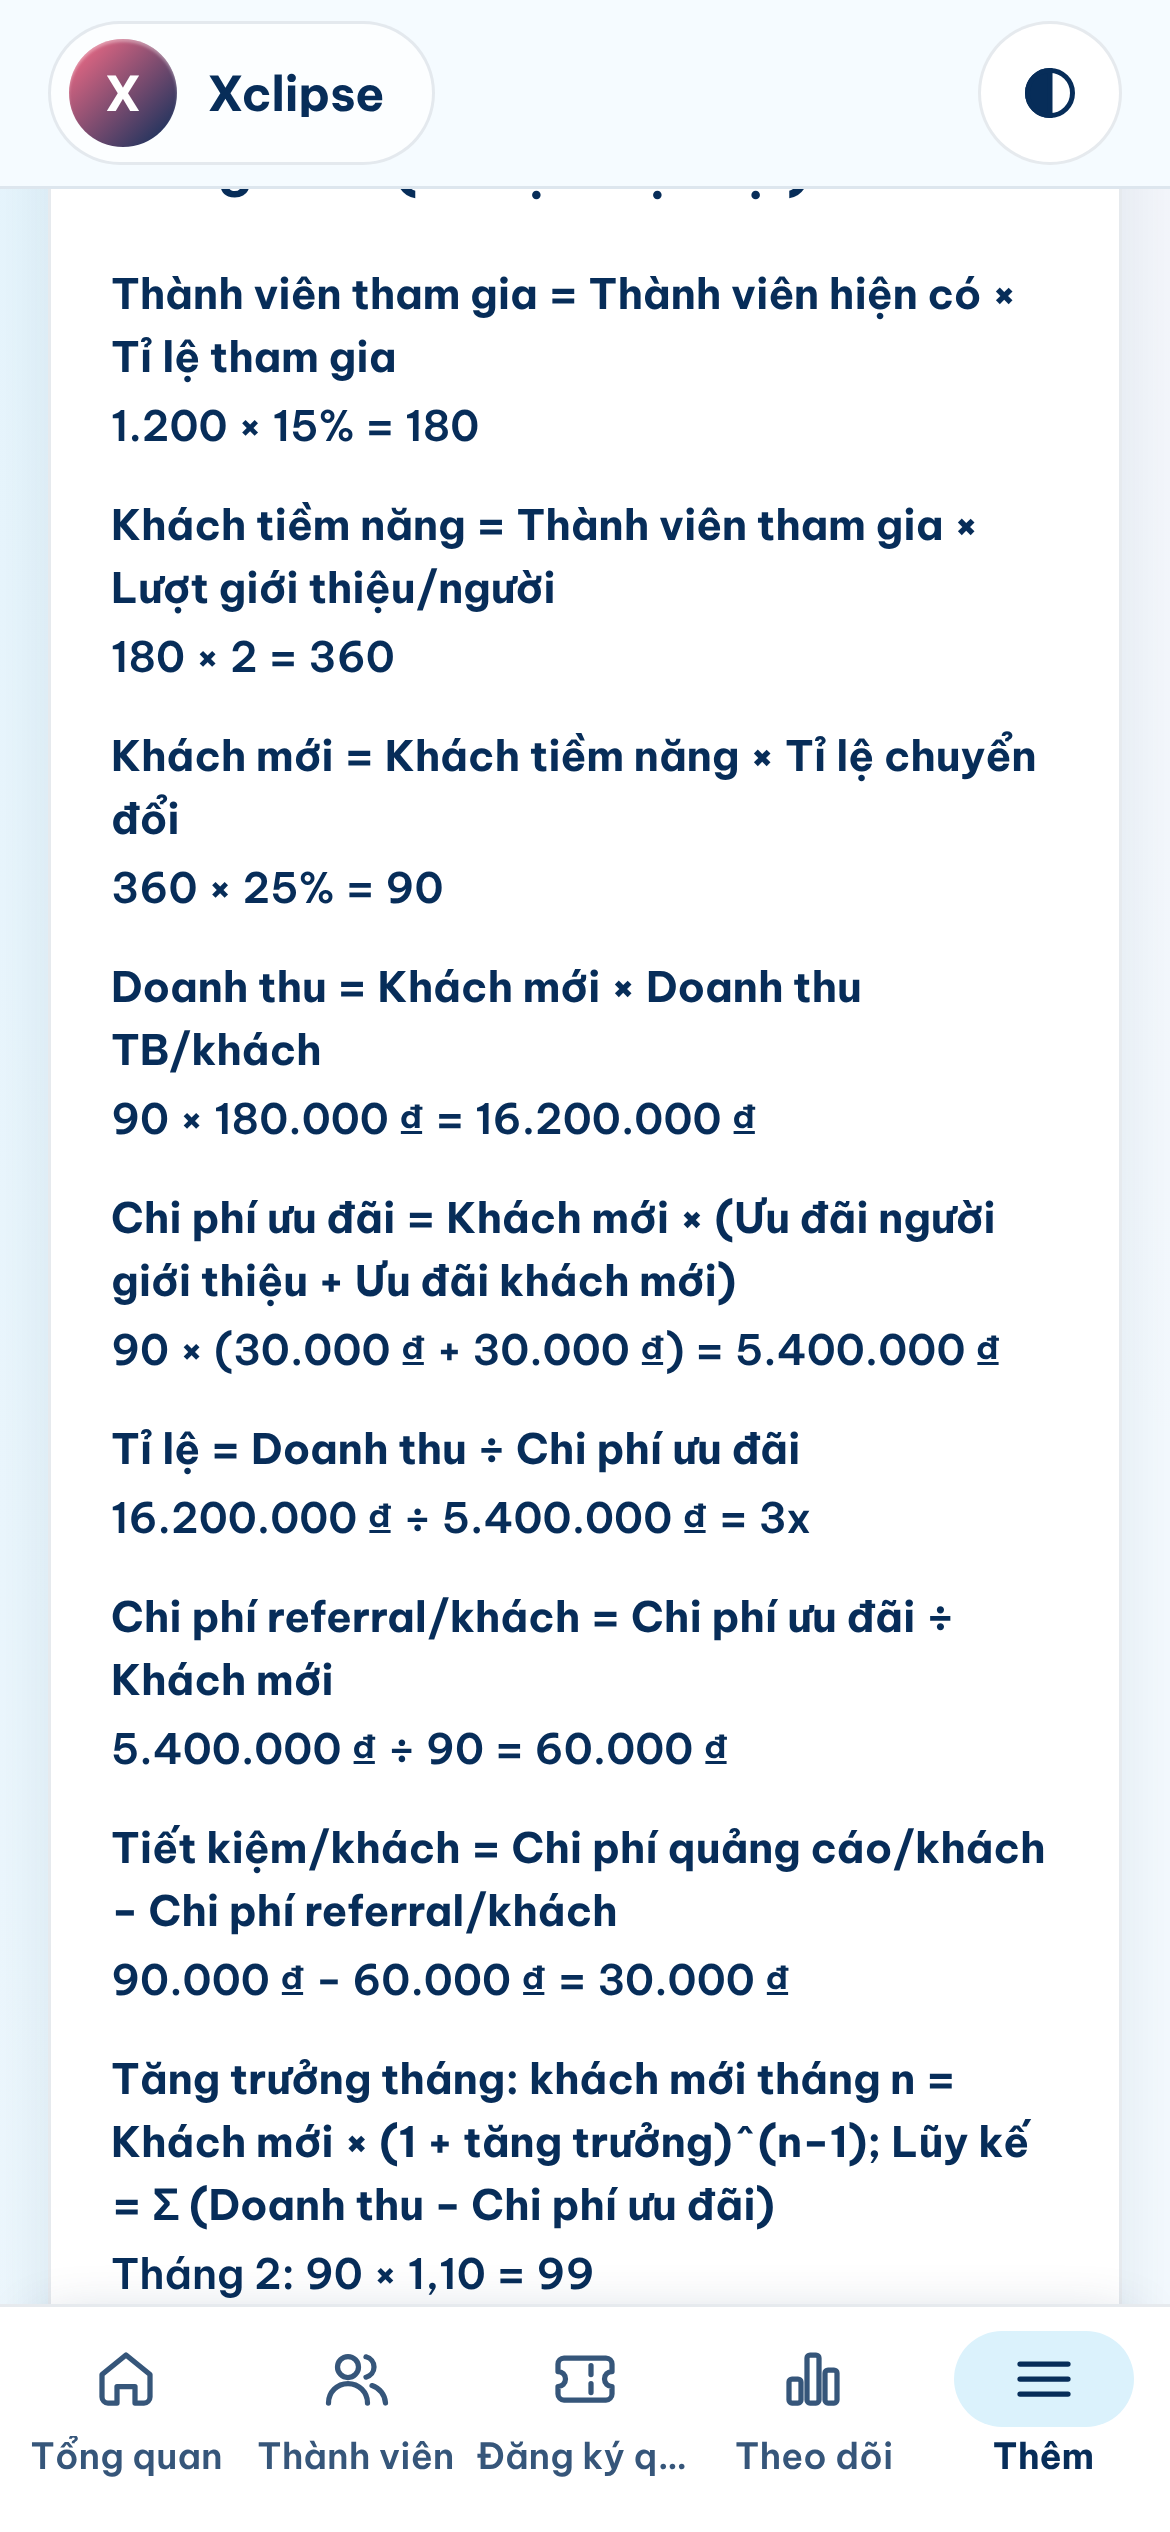 X Xclipse
Thành viên tham gia = Thành viên hiện có ×
Tỉ lệ tham gia
1.200 × 15% = 180
Khách tiềm năng = Thành viên tham gia ×
Lượt giới thiệu/người
180 × 2 = 360
Khách mới = Khách tiềm năng × Tỉ lệ chuyển
đổi
360 × 25% = 90
Doanh thu = Khách mới × Doanh thu
TB/khách
90 × 180.000 ₫ = 16.200.000 ₫
Chi phí ưu đãi = Khách mới × (Ưu đãi người
giới thiệu + Ưu đãi khách mới)
90 × (30.000 ₫ + 30.000 ₫) = 5.400.000 ₫
Tỉ lệ = Doanh thu ÷ Chi phí ưu đãi
16.200.000 ₫ ÷ 5.400.000 ₫ = 3x
Chi phí referral/khách = Chi phí ưu đãi ÷
Khách mới
5.400.000 ₫ ÷ 90 = 60.000 ₫
Tiết kiệm/khách = Chi phí quảng cáo/khách
− Chi phí referral/khách
90.000 ₫ − 60.000 ₫ = 30.000 ₫
Tăng trưởng tháng: khách mới tháng n =
Khách mới × (1 + tăng trưởng)^(n−1); Lũy kế
= Σ (Doanh thu − Chi phí ưu đãi)
Tháng 2: 90 × 1,10 = 99
Tổng quan Thành viên Đăng ký q... Theo dõi Thêm